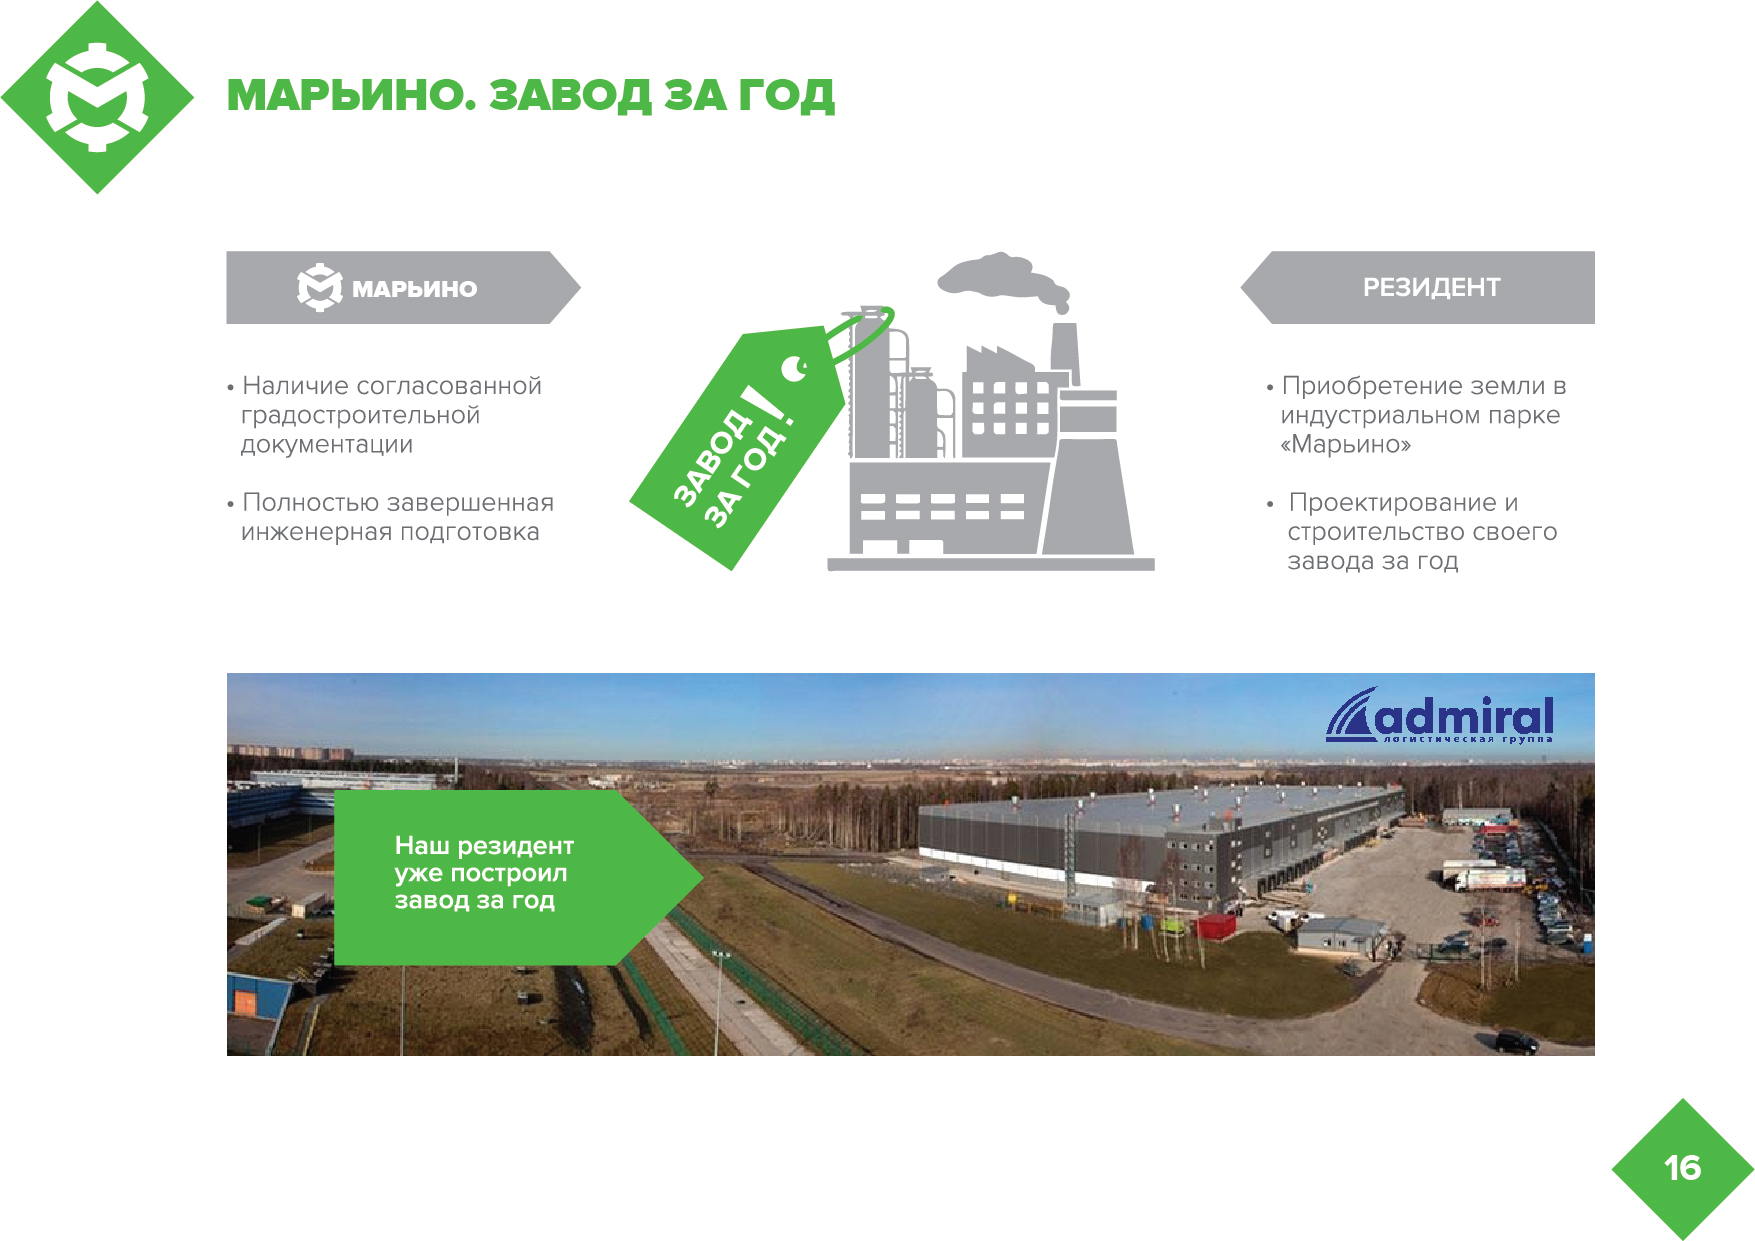 МАРЬИНО. ЗАВОД ЗА ГОД
МАРЬИНО
• Наличие согласованной
градостроительной
документации
• Полностью завершенная
инженерная подготовка
ЗАВОД
ЗА ГОД!
РЕЗИДЕНТ
• Приобретение земли в
индустриальном парке
«Марьино»
• Проектирование и
строительство своего
завода за год
admiral
логистическая группа
Наш резидент
уже построил
завод за год
16